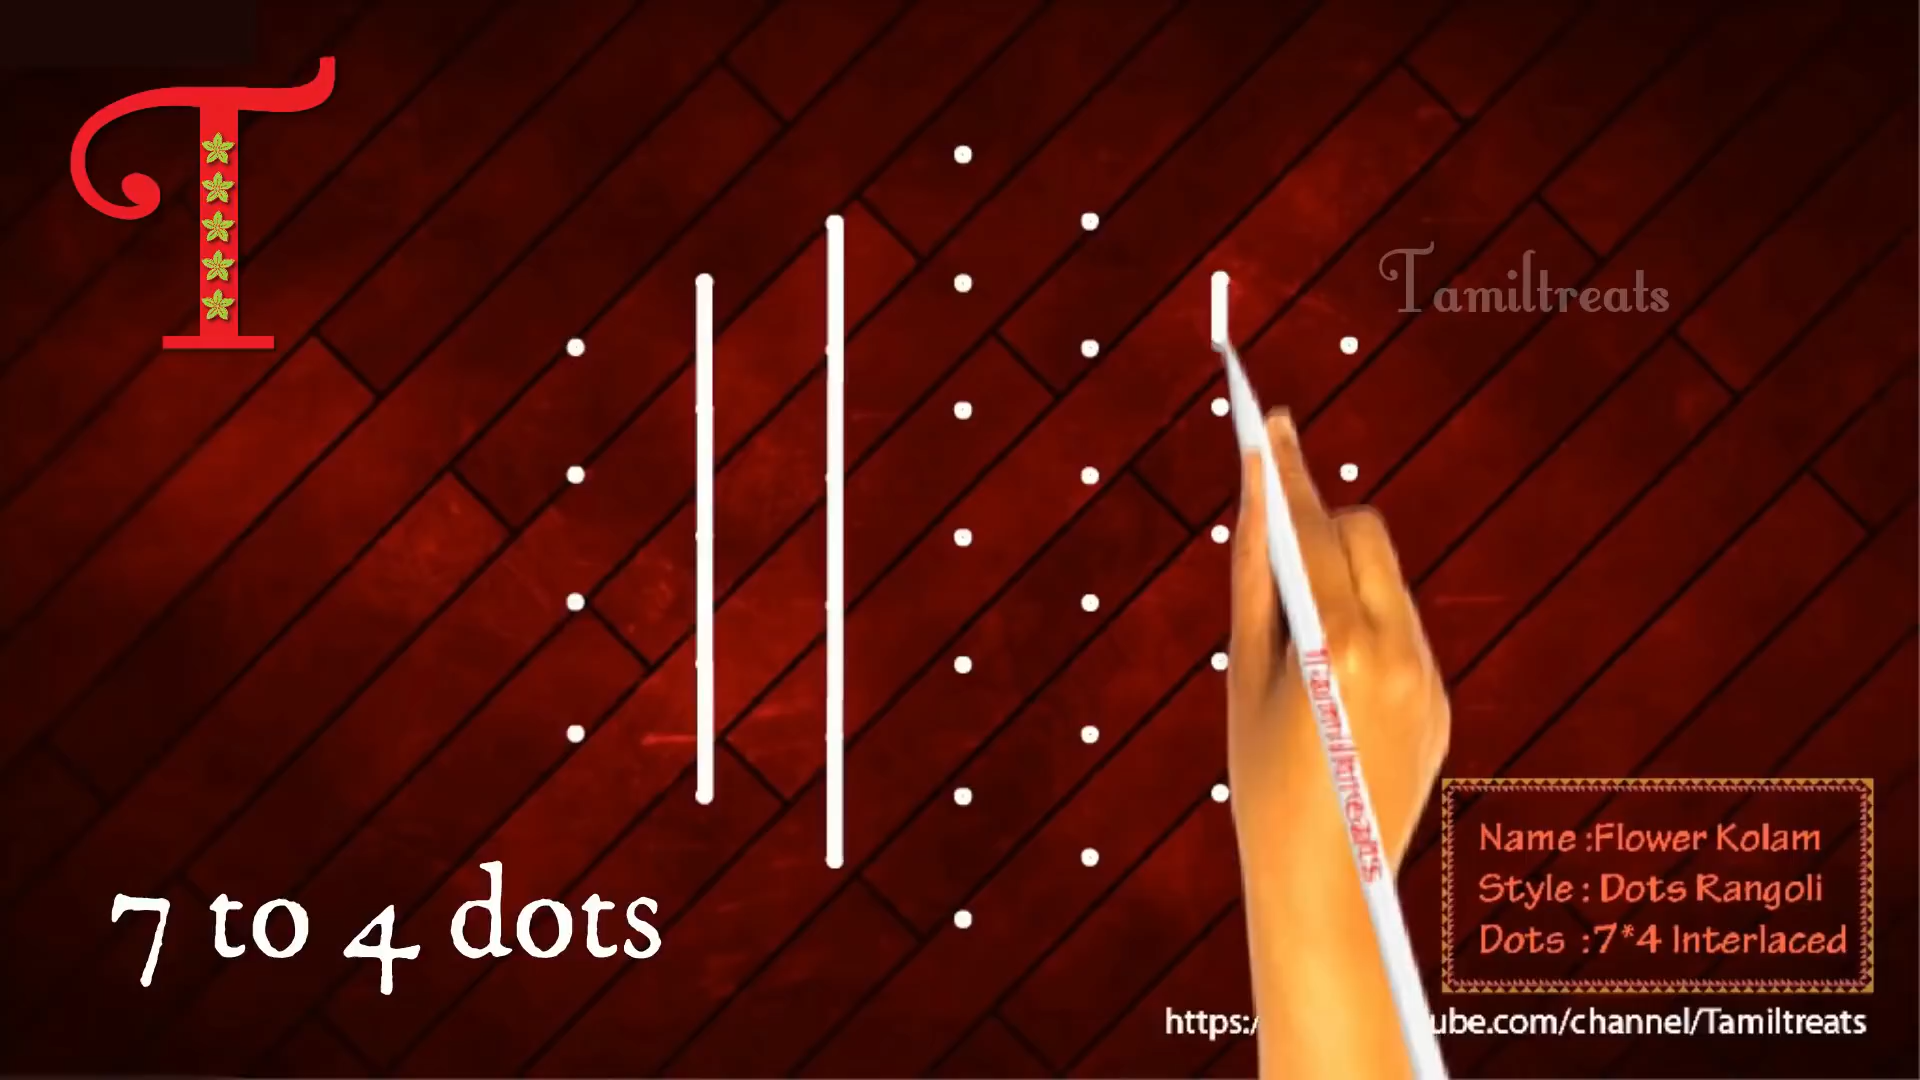 T
Tamiltreats
Tamiltreats
7 to 4 dots
Name :Flower Kolam
Style : Dots Rangoli
Dots :7*4 Interlaced
https:/ ube.com/channel/Tamiltreats